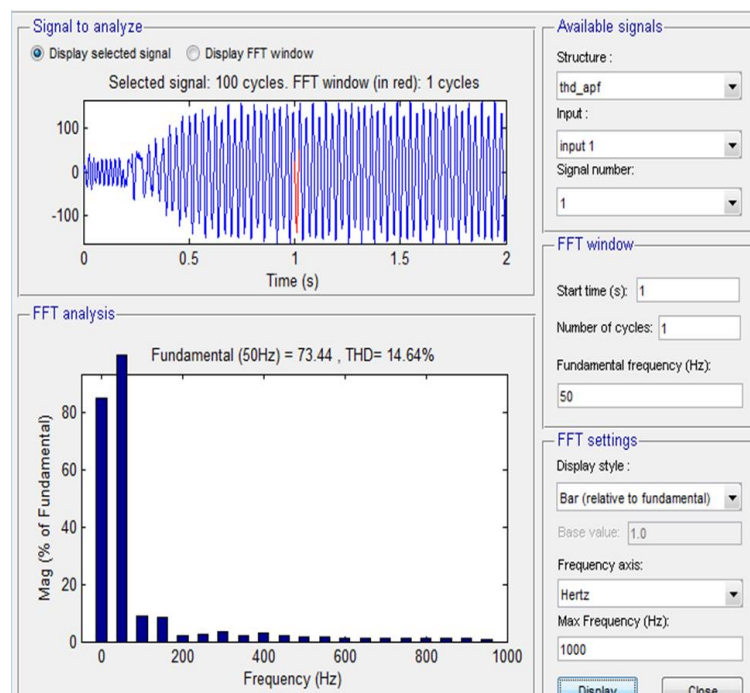 Signal to analyze
Display selected signal
Display FFT window
Selected signal: 100 cycles. FFT window (in red): 1 cycles
100
0
-100
0
0.5
1
1.5
2
Time (s)
FFT analysis
Fundamental (50Hz) = 73.44 , THD= 14.64%
80
60
40
20
0
Mag (% of Fundamental)
0
200
400
600
800
1000
Frequency (Hz)
Available signals
Structure :
thd_apf
Input :
input 1
Signal number:
1
FFT window
Start time (s): 1
Number of cycles: 1
Fundamental frequency (Hz):
50
FFT settings
Display style :
Bar (relative to fundamental)
Base value: 1.0
Frequency axis:
Hertz
Max Frequency (Hz):
1000
Display
Close